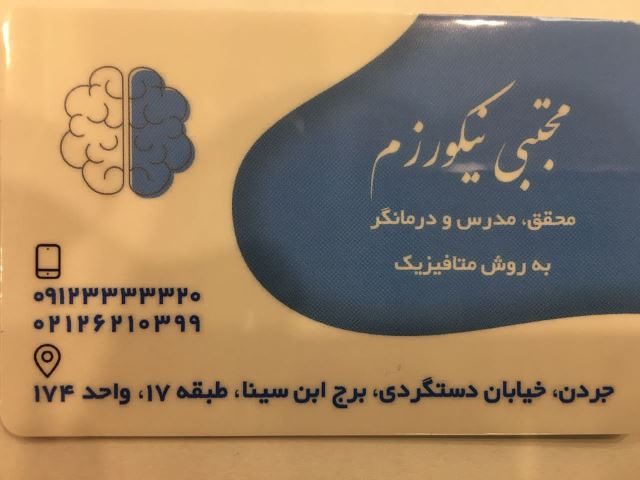 مجتبی نیکورزم
محقق، مدرس و درمانگر
به روش متافیزیک
۰۹۱۲۳۳۳۳۳۲۰
۰۲۱۲۶۲۱۰۳۹۹
جردن، خیابان دستگردی، برج ابن سینا، طبقه ۱۷، واحد ۱۷۴